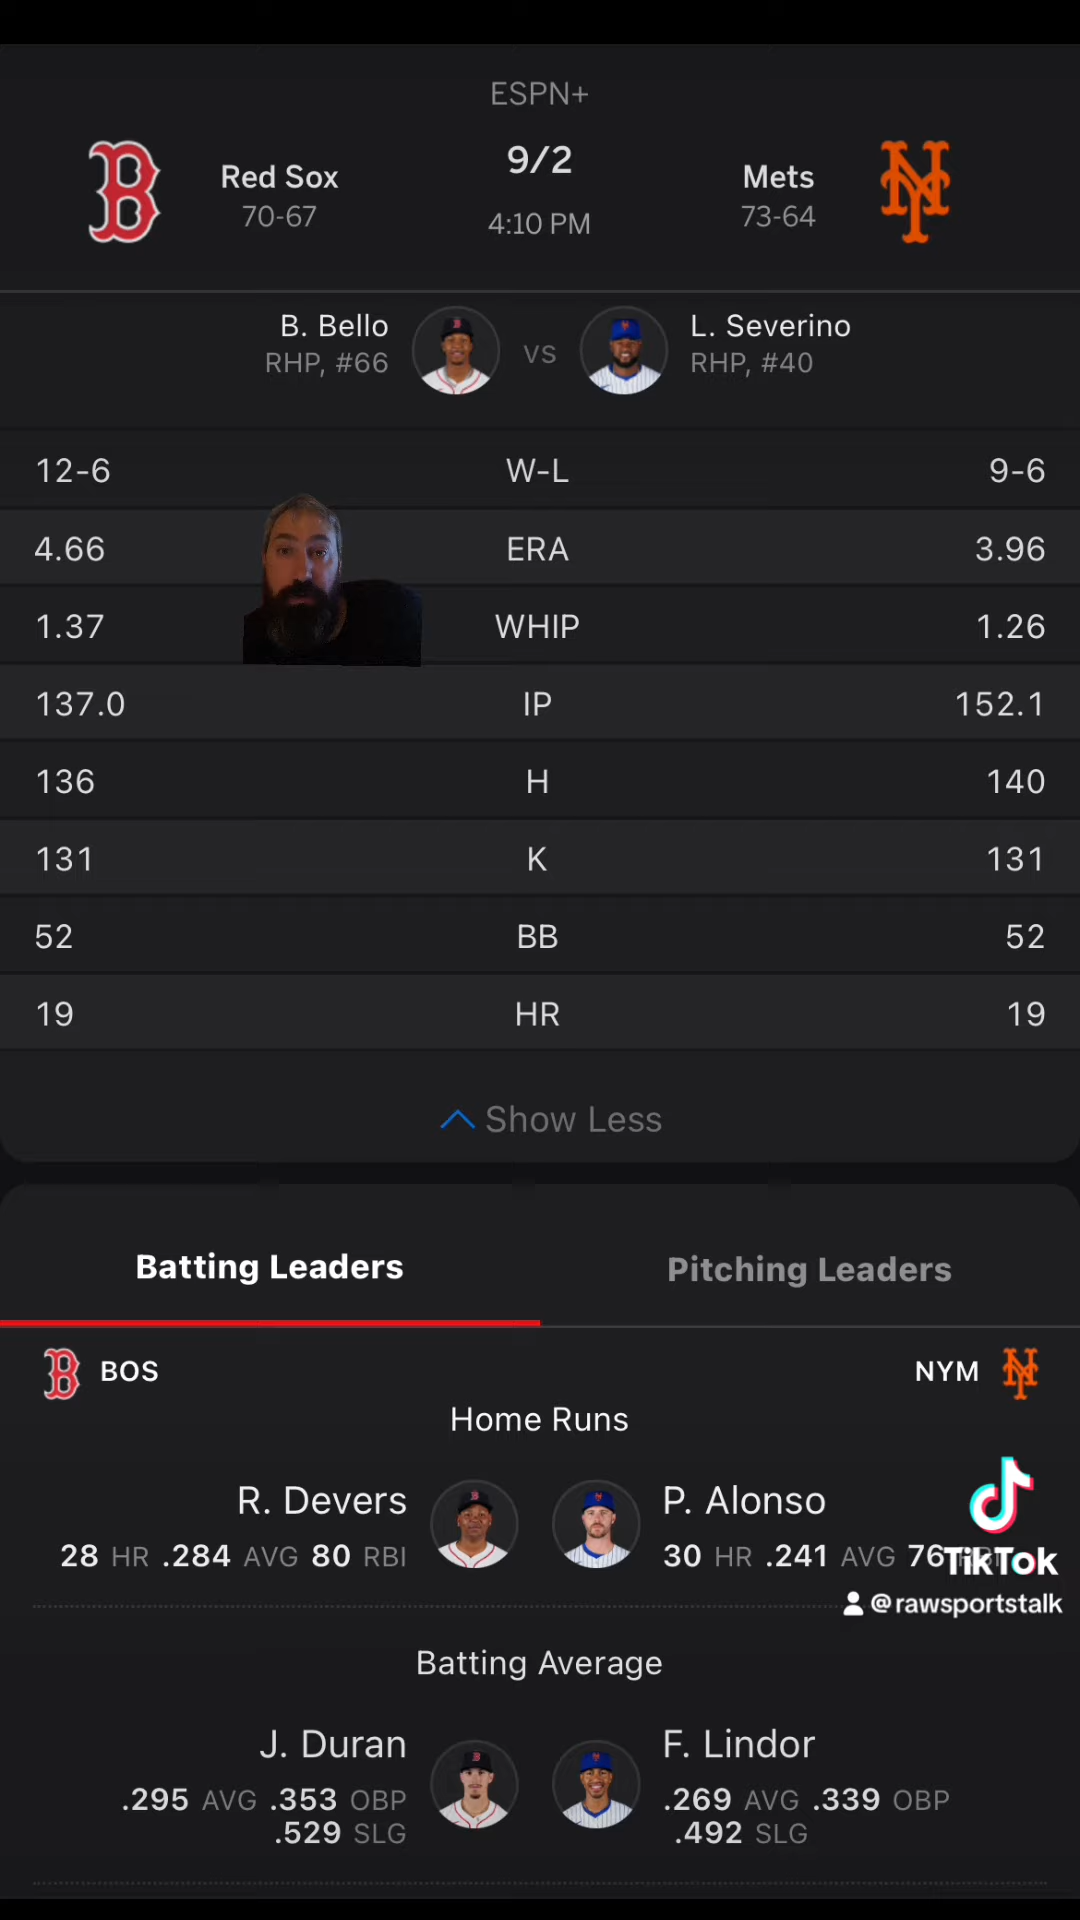 ESPN+
Red Sox 9/2 Mets
70-67 4:10 PM 73-64
B. Bello vs L. Severino
RHP, #66 RHP, #40
12-6 W-L 9-6
4.66 ERA 3.96
1.37 WHIP 1.26
137.0 IP 152.1
136 H 140
131 K 131
52 BB 52
19 HR 19
Show Less
Batting Leaders Pitching Leaders
BOS NYM
Home Runs
R. Devers P. Alonso
28 HR .284 AVG 80 RBI 30 HR .241 AVG 76
TikTok
@rawsportstalk
Batting Average
J. Duran F. Lindor
.295 AVG .353 OBP .269 AVG .339 OBP
.529 SLG .492 SLG